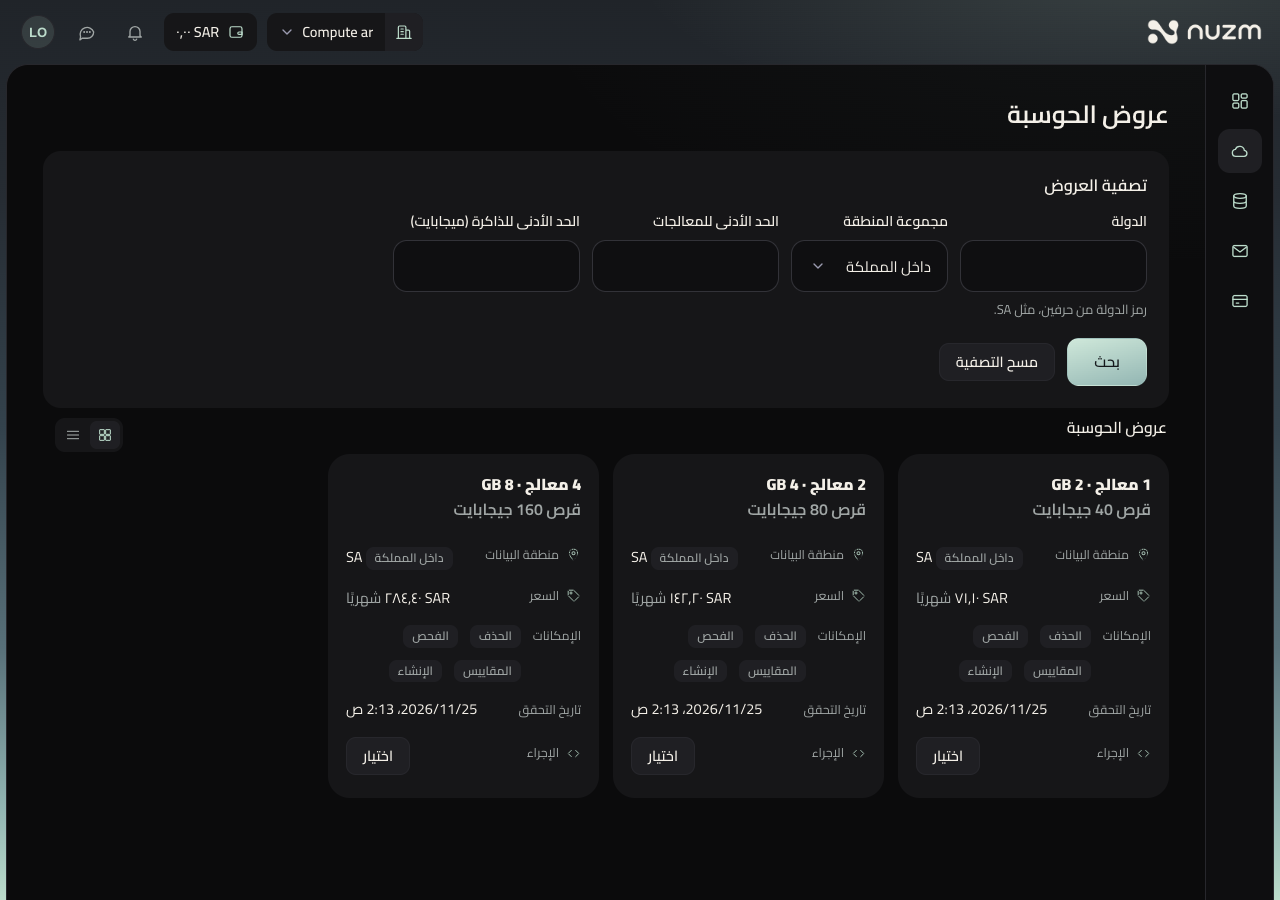 nuzm
Compute ar
٠٫٠٠ SAR
LO
عروض الحوسبة
تصفية العروض
الدولة
مجموعة المنطقة
الحد الأدنى للمعالجات
الحد الأدنى للذاكرة (ميجابايت)
داخل المملكة
رمز الدولة من حرفين، مثل SA.
بحث
مسح التصفية
عروض الحوسبة
1 معالج · 2 GB
قرص 40 جيجابايت
منطقة البيانات
داخل المملكة SA
السعر
٧١٫١٠ SAR شهريًا
الإمكانات
الحذف
الفحص
المقاييس
الإنشاء
تاريخ التحقق
25‏/11‏/2026، 2:13 ص
الإجراء
اختيار
2 معالج · 4 GB
قرص 80 جيجابايت
منطقة البيانات
داخل المملكة SA
السعر
١٤٢٫٢٠ SAR شهريًا
الإمكانات
الحذف
الفحص
المقاييس
الإنشاء
تاريخ التحقق
25‏/11‏/2026، 2:13 ص
الإجراء
اختيار
4 معالج · 8 GB
قرص 160 جيجابايت
منطقة البيانات
داخل المملكة SA
السعر
٢٨٤٫٤٠ SAR شهريًا
الإمكانات
الحذف
الفحص
المقاييس
الإنشاء
تاريخ التحقق
25‏/11‏/2026، 2:13 ص
الإجراء
اختيار